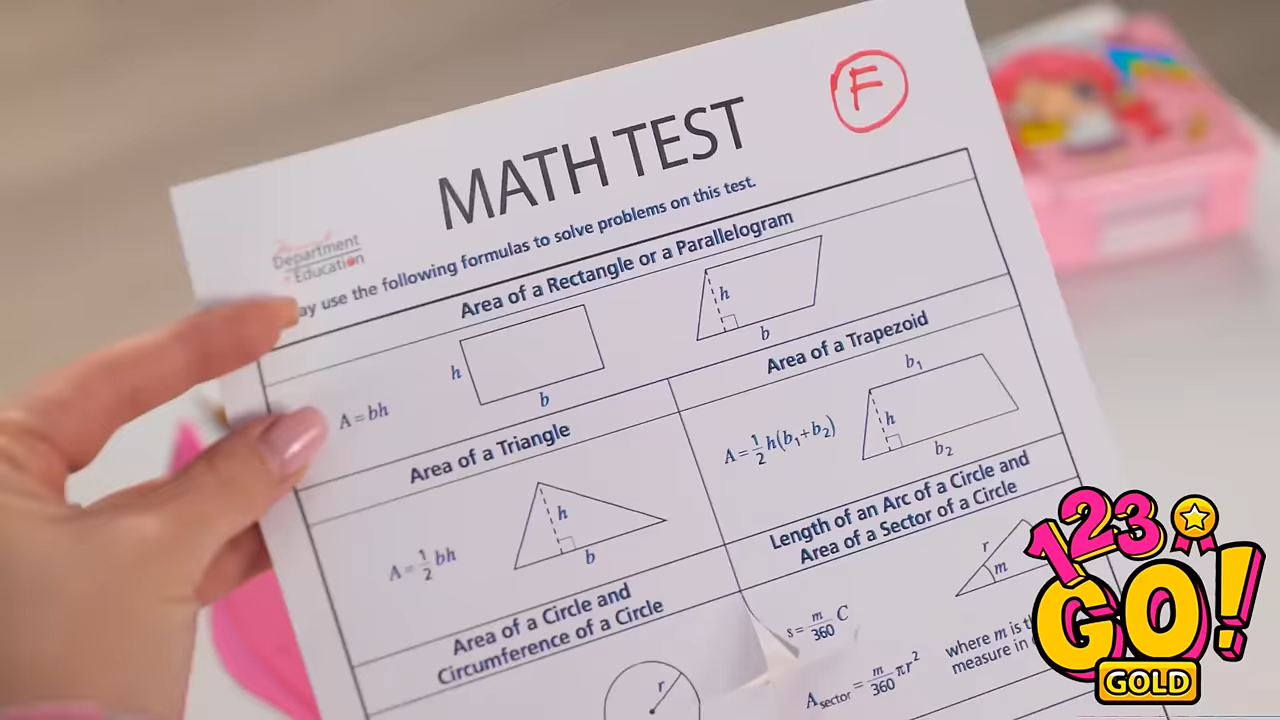 F
MATH TEST
Department
of Education
ay use the following formulas to solve problems on this test.
Area of a Rectangle or a Parallelogram
h
b
h
b
A = bh
Area of a Triangle
h
b
A = 1/2 bh
Area of a Trapezoid
b₁
h
b₂
A = 1/2 h(b₁+b₂)
Area of a Circle and
Circumference of a Circle
r
Length of an Arc of a Circle and
Area of a Sector of a Circle
r
m
s = m/360 C
A sector = m/360 πr²
where m is
measure in
123
GO!
GOLD